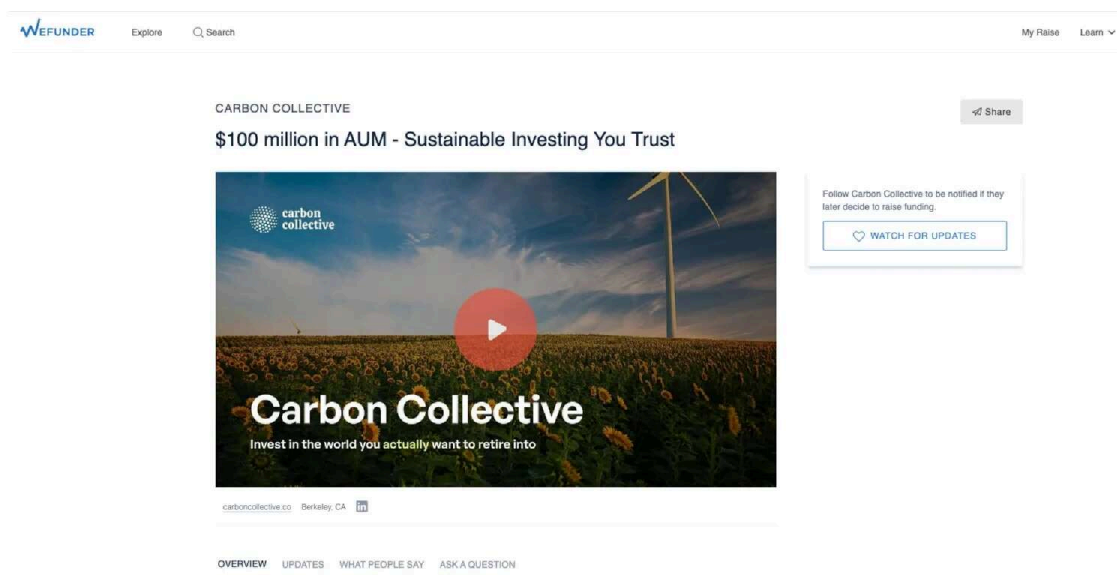 WEFUNDER Explore Search My Raise Learn
CARBON COLLECTIVE
Share
$100 million in AUM - Sustainable Investing You Trust
carbon
collective
Carbon Collective
Invest in the world you actually want to retire into
Follow Carbon Collective to be notified if they
later decide to raise funding.
WATCH FOR UPDATES
carboncollective.co Berkeley, CA in
OVERVIEW UPDATES WHAT PEOPLE SAY ASK A QUESTION